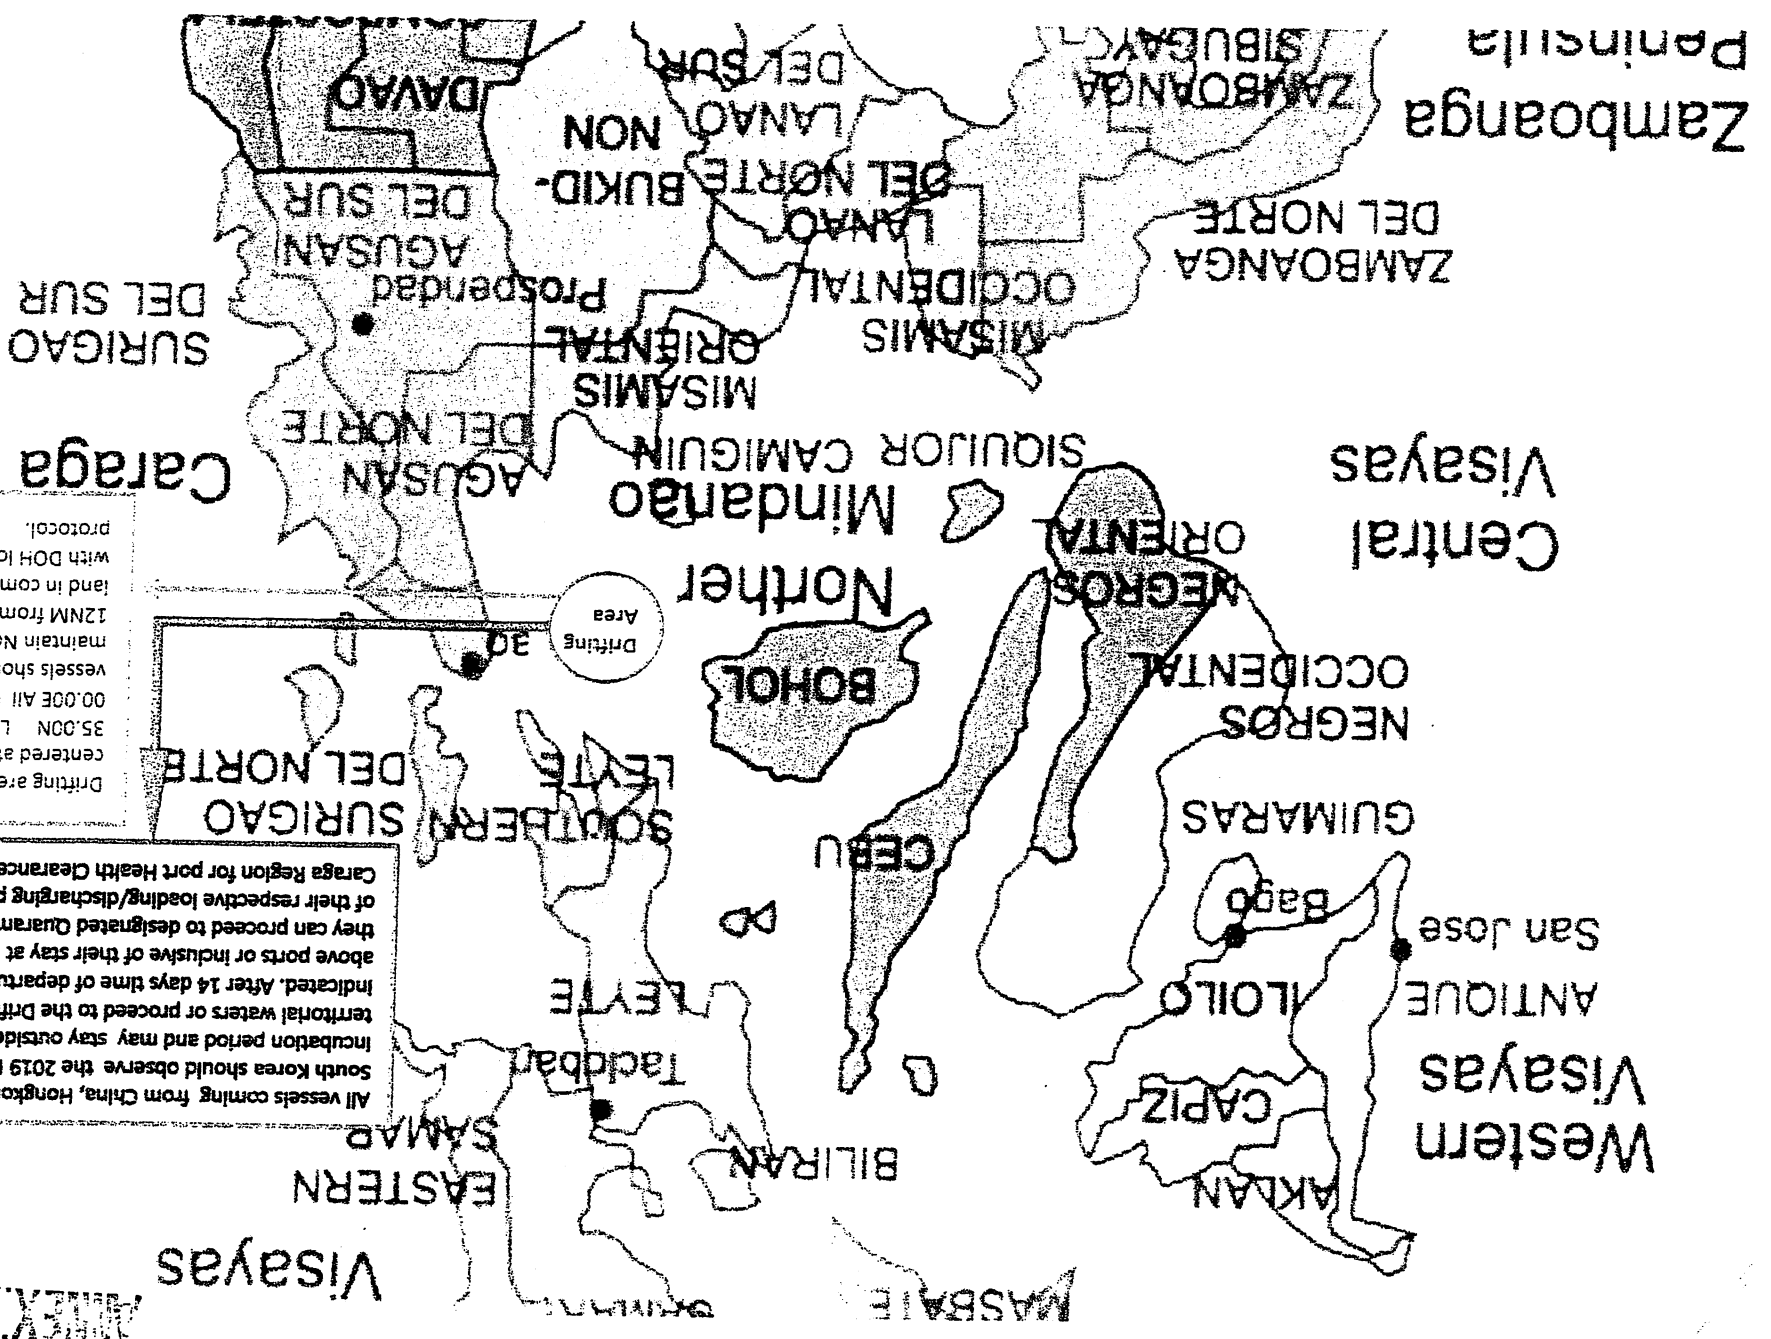 ANNEX
MASBATE
Visayas
AKLAN
BILIRAN
EASTERN
SAMAR
Western
Visayas
CAPIZ
Tacloban
All vessels coming from China, Hongko
South Korea should observe the 2019
incubation period and may stay outside
territorial waters or proceed to the Drif
indicated. After 14 days time of departu
above ports or inclusive of their stay at
they can proceed to designated Quaran
of their respective loading/discharging p
Caraga Region for port Health Clearance
ANTIQUE
ILOILO
LEYTE
San Jose
Bago
CEBU
GUIMARAS
SOUTHERN
LEYTE
SURIGAO
DEL NORTE
NEGROS
OCCIDENTAL
BOHOL
Drifting
Area
Drifting are
centered at
35.00N L
00.00E All
vessels sho
maintain
12NM from
land in com
with DOH
protocol.
Central
Visayas
NEGROS
ORIENTAL
Norther
Mindanao
SIQUIJOR CAMIGUIN
AGUSAN
DEL NORTE
Caraga
MISAMIS
ORIENTAL
MISAMIS
OCCIDENTAL
Prosperidad
SURIGAO
DEL SUR
ZAMBOANGA
DEL NORTE
LANAO
DEL NORTE
BUKID-
NON
AGUSAN
DEL SUR
Zamboanga
Peninsula
ZAMBOANGA
SIBUGAY
LANAO
DEL SUR
DAVAO